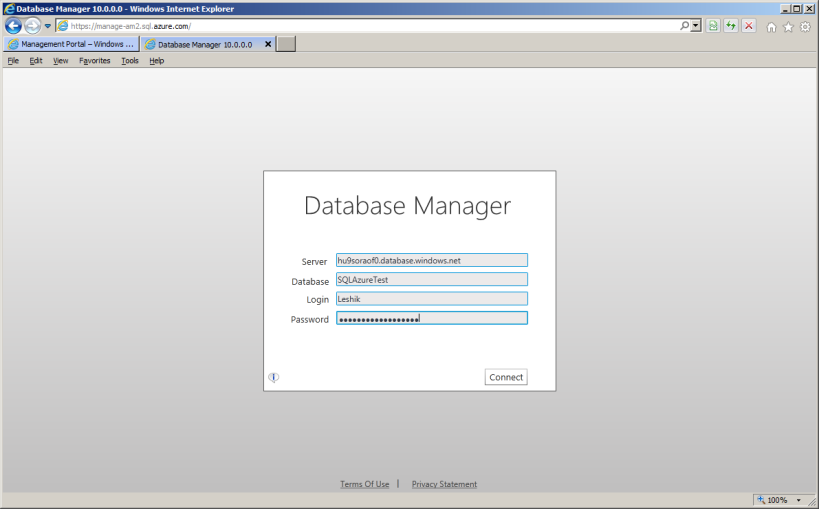 Database Manager 10.0.0.0 - Windows Internet Explorer
https://manage-am2.sql.azure.com/
Management Portal – Windows ...
Database Manager 10.0.0.0
File Edit View Favorites Tools Help
Database Manager
Server hu9soraof0.database.windows.net
Database SQLAzureTest
Login Leshik
Password ••••••••••••••••••
i
Connect
Terms Of Use | Privacy Statement
100%